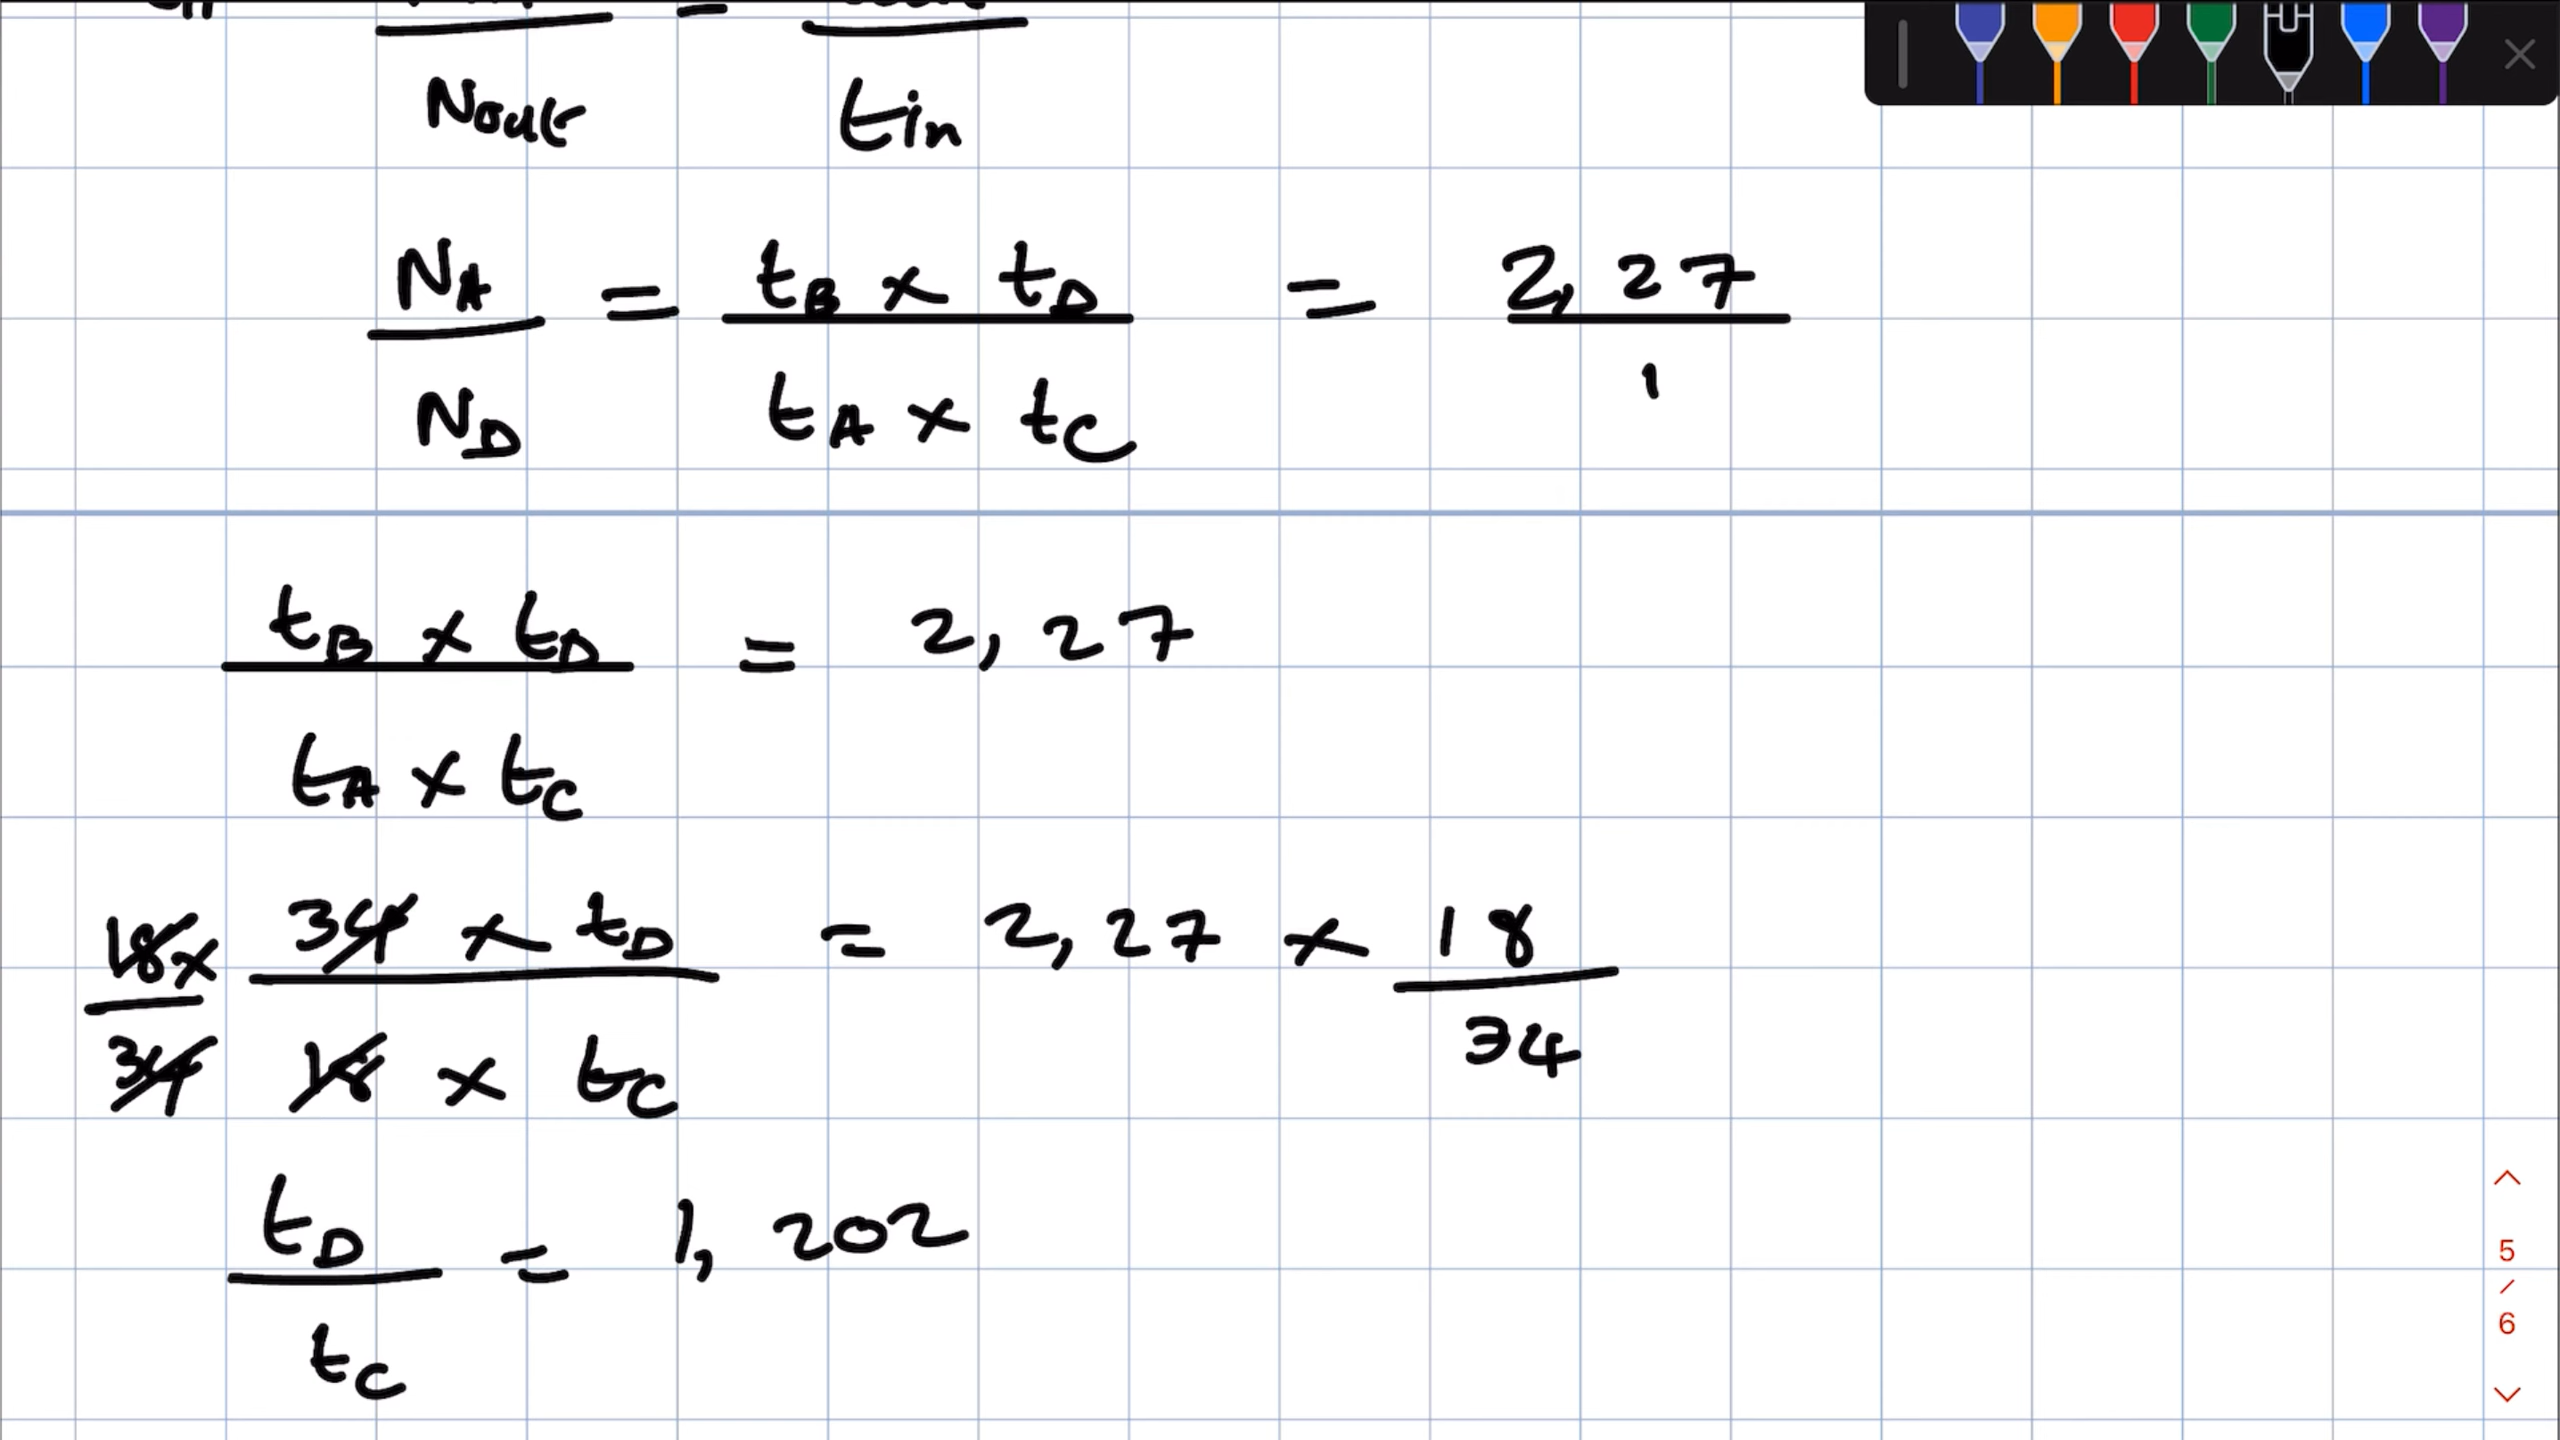 Nout tin
NA = tB × tD = 2,27
ND tA × tC 1
tB × tD = 2,27
tA × tC
18× 34 × tD = 2,27 × 18
34 18 × tC 34
tD = 1,202
tC
5
/
6